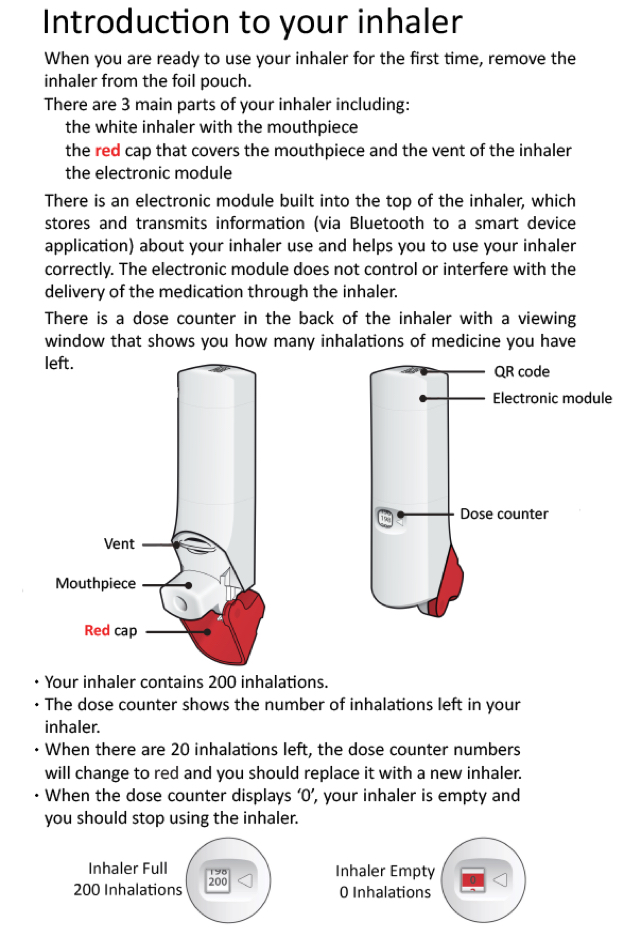 Introduction to your inhaler
When you are ready to use your inhaler for the first time, remove the
inhaler from the foil pouch.
There are 3 main parts of your inhaler including:
the white inhaler with the mouthpiece
the red cap that covers the mouthpiece and the vent of the inhaler
the electronic module
There is an electronic module built into the top of the inhaler, which
stores and transmits information (via Bluetooth to a smart device
application) about your inhaler use and helps you to use your inhaler
correctly. The electronic module does not control or interfere with the
delivery of the medication through the inhaler.
There is a dose counter in the back of the inhaler with a viewing
window that shows you how many inhalations of medicine you have
left.
QR code
Electronic module
Dose counter
198
Vent
Mouthpiece
Red cap
· Your inhaler contains 200 inhalations.
· The dose counter shows the number of inhalations left in your
inhaler.
· When there are 20 inhalations left, the dose counter numbers
will change to red and you should replace it with a new inhaler.
· When the dose counter displays ‘0’, your inhaler is empty and
you should stop using the inhaler.
Inhaler Full
200 Inhalations
198
200
Inhaler Empty
0 Inhalations
0